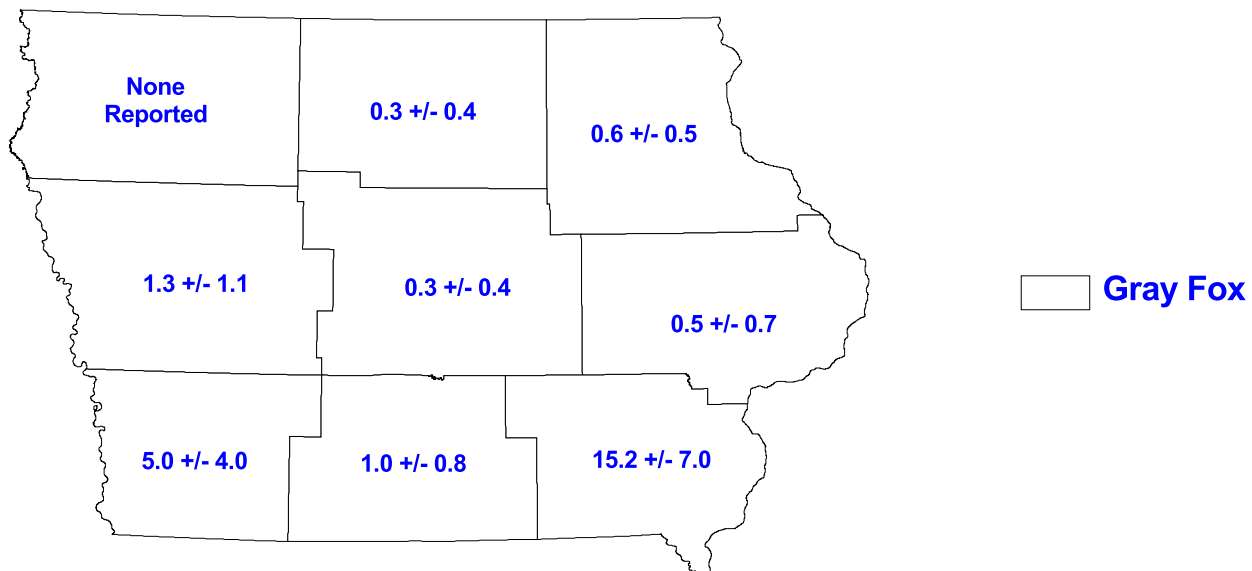 None
Reported
0.3 +/- 0.4
0.6 +/- 0.5
1.3 +/- 1.1
0.3 +/- 0.4
0.5 +/- 0.7
Gray Fox
5.0 +/- 4.0
1.0 +/- 0.8
15.2 +/- 7.0